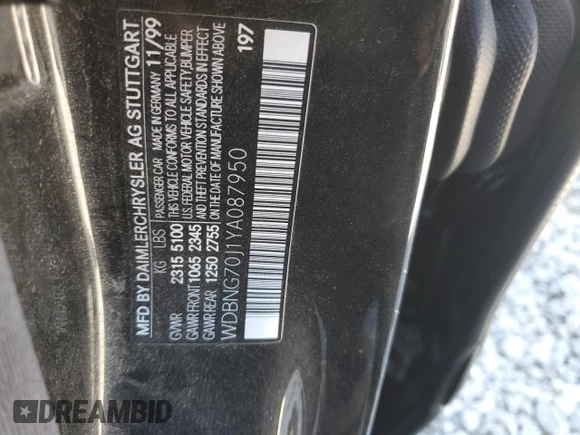 MFD BY DAIMLERCHRYSLER AG STUTTGART
KG LBS PASSENGER CAR MADE IN GERMANY 11/99
GVWR 2315 5100 THIS VEHICLE CONFORMS TO ALL APPLICABLE
GAWR FRONT 1065 2345 U.S. FEDERAL MOTOR VEHICLE SAFETY BUMPER
GAWR REAR 1250 2755 AND THEFT PREVENTION STANDARDS IN EFFECT
ON THE DATE OF MANUFACTURE SHOWN ABOVE
WDBNG70J1YA087950 197
DREAMBID